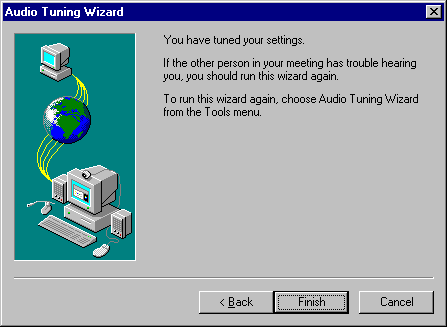 Audio Tuning Wizard
You have tuned your settings.
If the other person in your meeting has trouble hearing
you, you should run this wizard again.
To run this wizard again, choose Audio Tuning Wizard
from the Tools menu.
< Back
Finish
Cancel